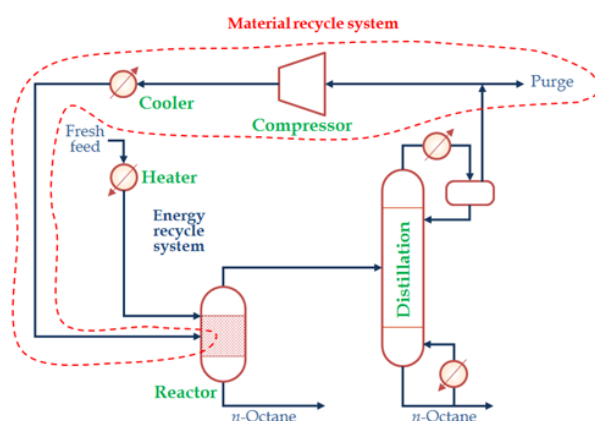 Material recycle system
Purge
Cooler
Compressor
Fresh
feed
Heater
Energy
recycle
system
Distillation
Reactor
n-Octane
n-Octane